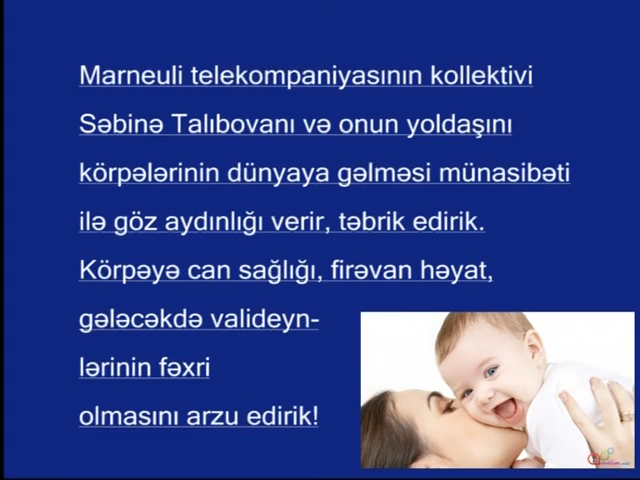 Marneuli telekompaniyasının kollektivi
Səbinə Talıbovanı və onun yoldaşını
körpələrinin dünyaya gəlməsi münasibəti
ilə göz aydınlığı verir, təbrik edirik.
Körpəyə can sağlığı, firəvan həyat,
gələcəkdə valideyn-
lərinin fəxri
olmasını arzu edirik!